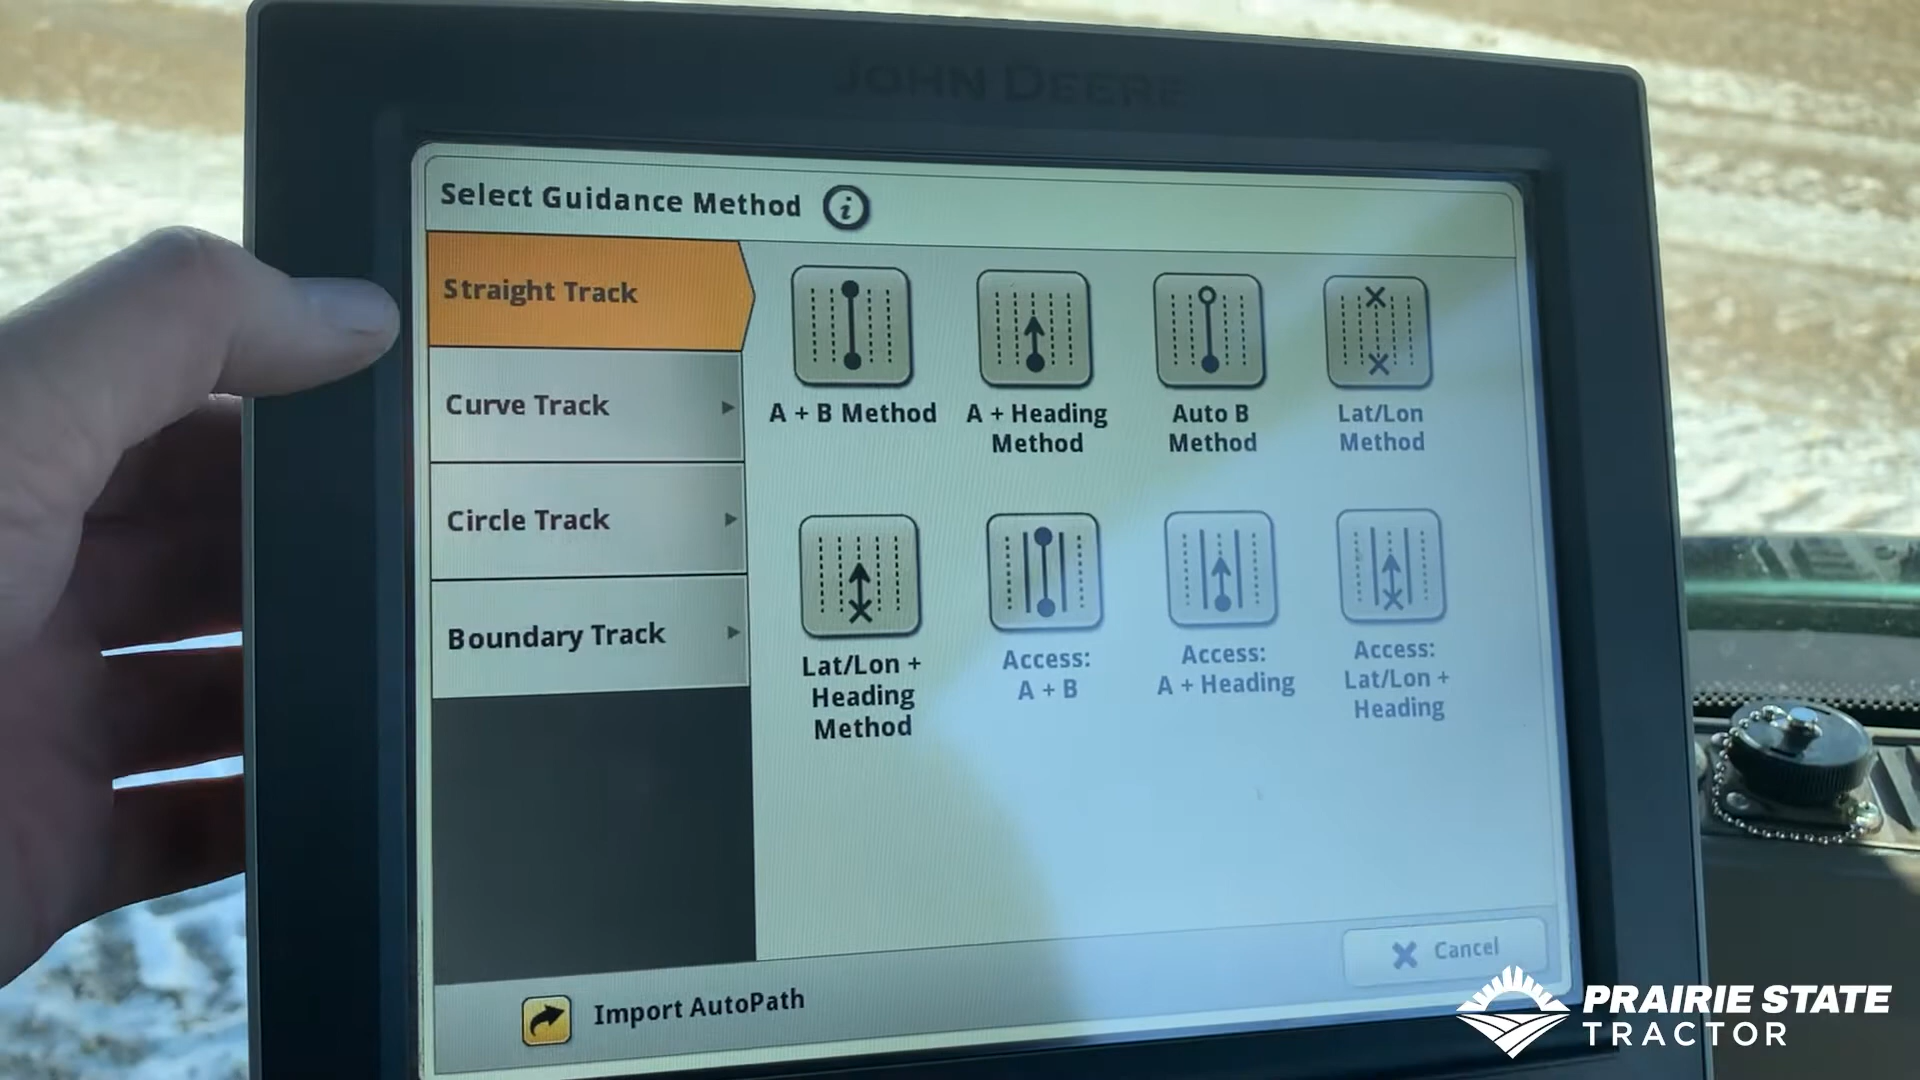 JOHN DEERE
Select Guidance Method
Straight Track
Curve Track
Circle Track
Boundary Track
A + B Method
A + Heading
Method
Auto B
Method
Lat/Lon
Method
Lat/Lon +
Heading
Method
Access:
A + B
Access:
A + Heading
Access:
Lat/Lon +
Heading
Cancel
Import AutoPath
PRAIRIE STATE
TRACTOR